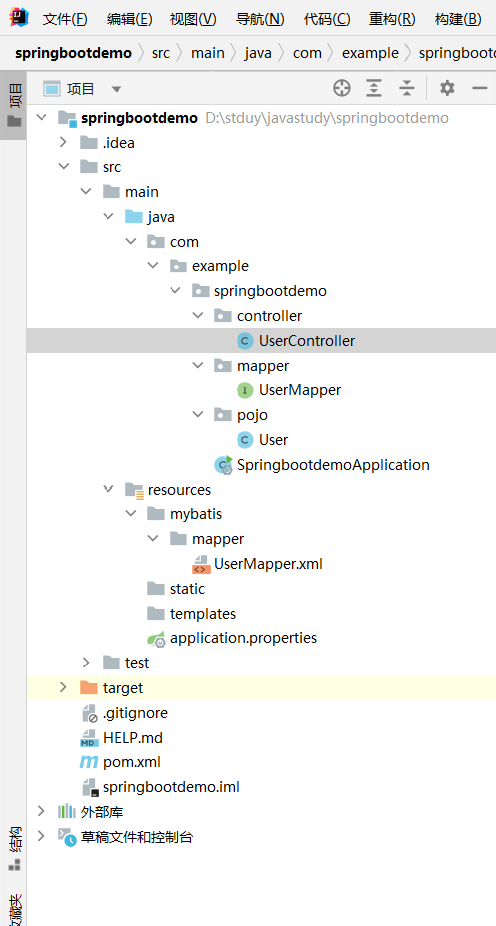 文件(F) 编辑(E) 视图(V) 导航(N) 代码(C) 重构(R) 构建(B)
springbootdemo src main java com example springbootd
项目
项目
springbootdemo D:\stduy\javastudy\springbootdemo
.idea
src
main
java
com
example
springbootdemo
controller
C UserController
mapper
I UserMapper
pojo
C User
C SpringbootdemoApplication
resources
mybatis
mapper
UserMapper.xml
static
templates
application.properties
test
target
.gitignore
MD HELP.md
m pom.xml
springbootdemo.iml
外部库
草稿文件和控制台
结构
收藏夹